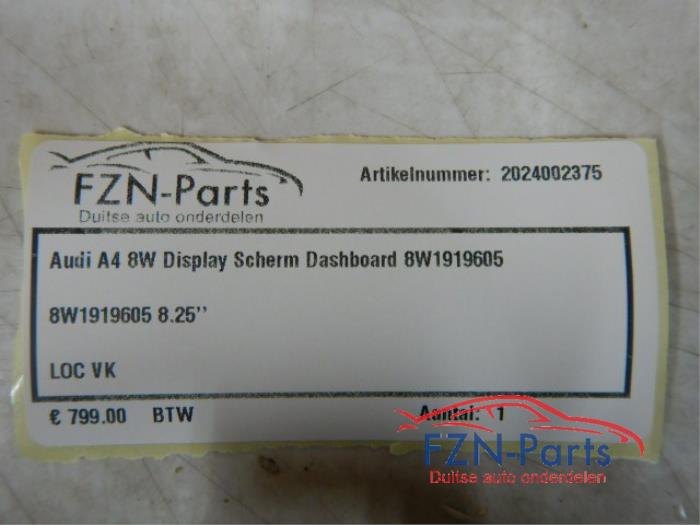 FZN-Parts
Duitse auto onderdelen
Artikelnummer: 2024002375
Audi A4 8W Display Scherm Dashboard 8W1919605
8W1919605 8.25''
LOC VK
€ 799.00 BTW
Aantal: 1
FZN-Parts
Duitse auto onderdelen